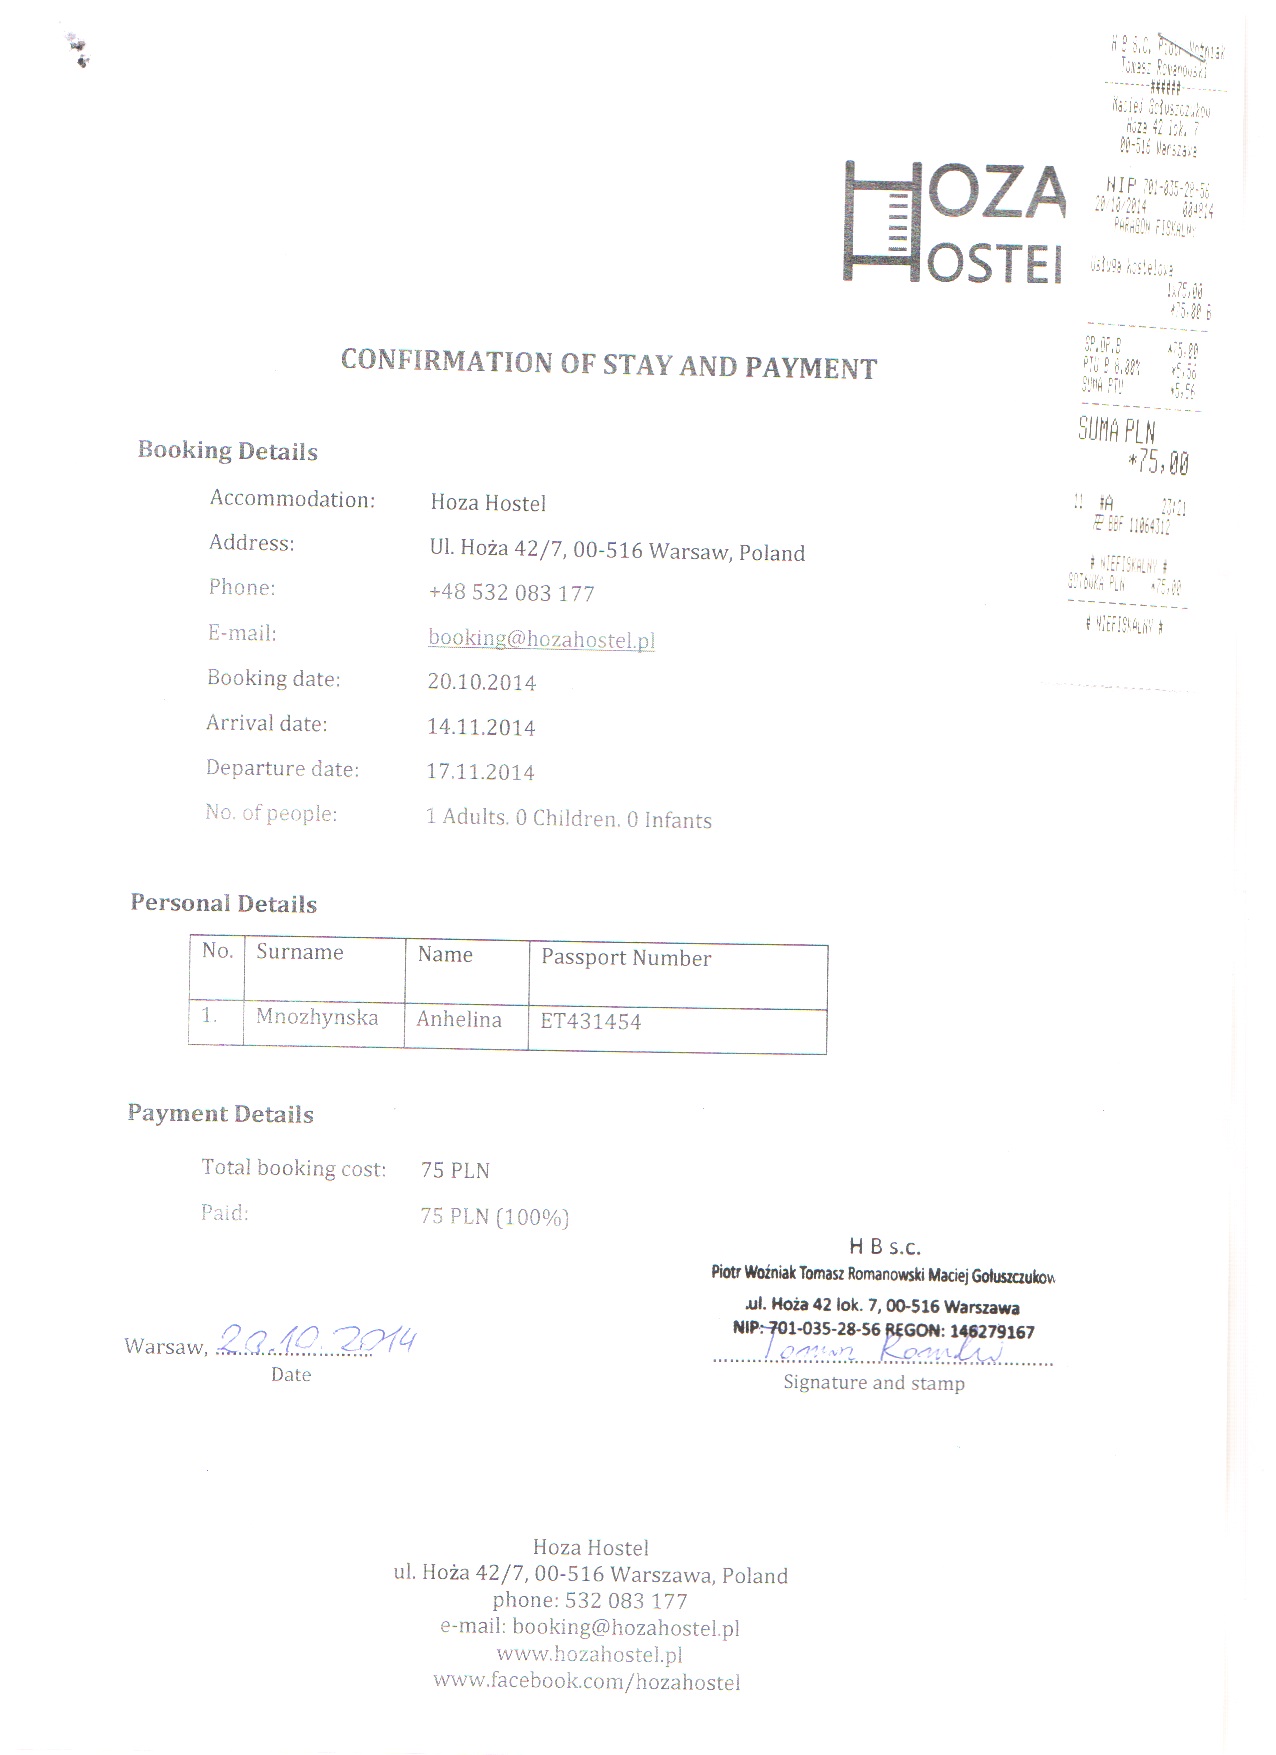 HOZA
HOSTEL
CONFIRMATION OF STAY AND PAYMENT
Booking Details
Accommodation: Hoza Hostel
Address: Ul. Hoża 42/7, 00-516 Warsaw, Poland
Phone: +48 532 083 177
E-mail: booking@hozahostel.pl
Booking date: 20.10.2014
Arrival date: 14.11.2014
Departure date: 17.11.2014
No. of people: 1 Adults. 0 Children. 0 Infants
Personal Details
No. Surname Name Passport Number
1. Mnozhynska Anhelina ET431454
Payment Details
Total booking cost: 75 PLN
Paid: 75 PLN (100%)
H B s.c.
Piotr Woźniak Tomasz Romanowski Maciej Gołuszczukow
ul. Hoża 42 lok. 7, 00-516 Warszawa
NIP: 701-035-28-56 REGON: 146279167
Warsaw, 20.10.2014
Date
Signature and stamp
Hoza Hostel
ul. Hoża 42/7, 00-516 Warszawa, Poland
phone: 532 083 177
e-mail: booking@hozahostel.pl
www.hozahostel.pl
www.facebook.com/hozahostel
H B S.C. Piotr Woźniak
Tomasz Romanowski
######
Hoża 42 lok. 7
00-516 Warszawa
NIP 701-035-28-56
20/10/2014
PARAGON FISKALNY
usługa hostelowa
1x75,00
*75,00 B
SP.OP.B *75,00
PTU B 8,00% *5,56
SUMA PTU *5,56
SUMA PLN
*75,00
#A 23:21
BBF 11064312
# NIEFISKALNY #
GOTÓWKA PLN *75,00
# NIEFISKALNY #